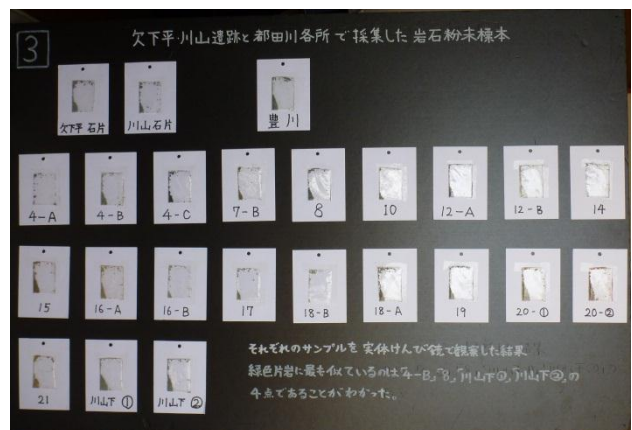 3
欠下平・川山遺跡と都田川各所で採集した岩石粉末標本
欠下平 石片 川山石片 豊川
4-A 4-B 4-C 7-B 8 10 12-A 12-B 14
15 16-A 16-B 17 18-B 18-A 19 20-① 20-②
21 川山下 ① 川山下 ②
それぞれのサンプルを実体けんび鏡で観察した結果
緑色片岩に最も似ているのは"4-B","8","川山下①","川山下②"の
4点であることがわかった。